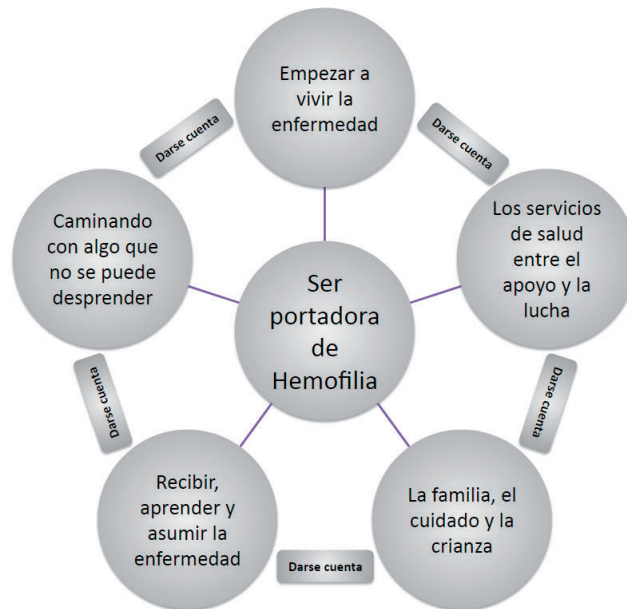 Empezar a
vivir la
enfermedad
Darse cuenta
Darse cuenta
Caminando
con algo que
no se puede
desprender
Los servicios
de salud
entre el
apoyo y la
lucha
Ser
portadora
de
Hemofilia
Darse cuenta
Darse cuenta
Recibir,
aprender y
asumir la
enfermedad
La familia, el
cuidado y la
crianza
Darse cuenta